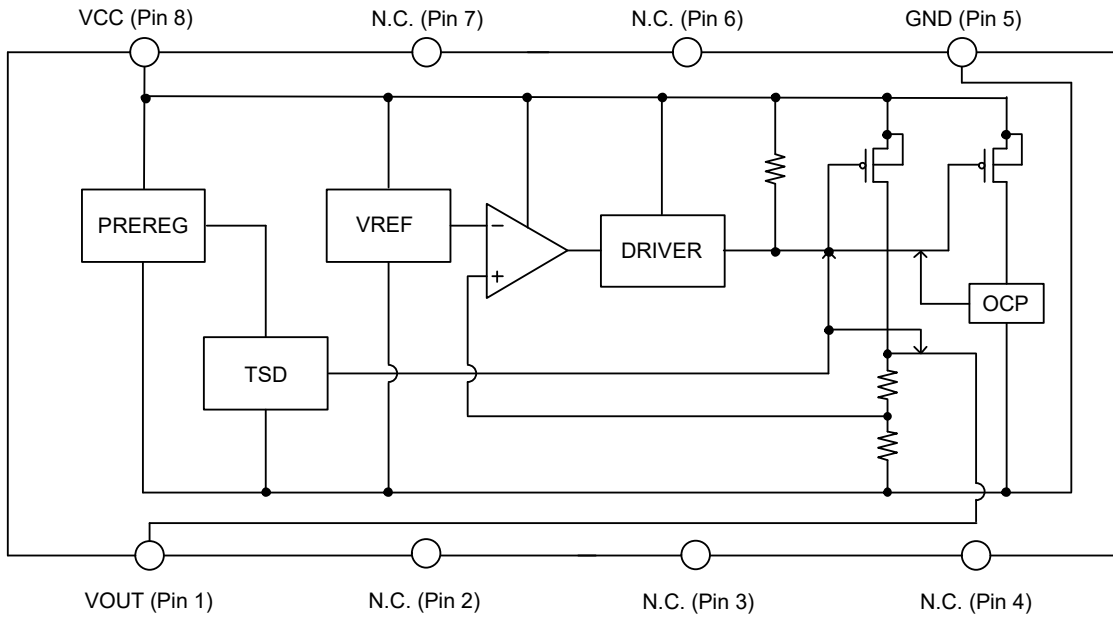 VCC (Pin 8)
N.C. (Pin 7)
N.C. (Pin 6)
GND (Pin 5)
PREREG
VREF
−
+
DRIVER
OCP
TSD
VOUT (Pin 1)
N.C. (Pin 2)
N.C. (Pin 3)
N.C. (Pin 4)